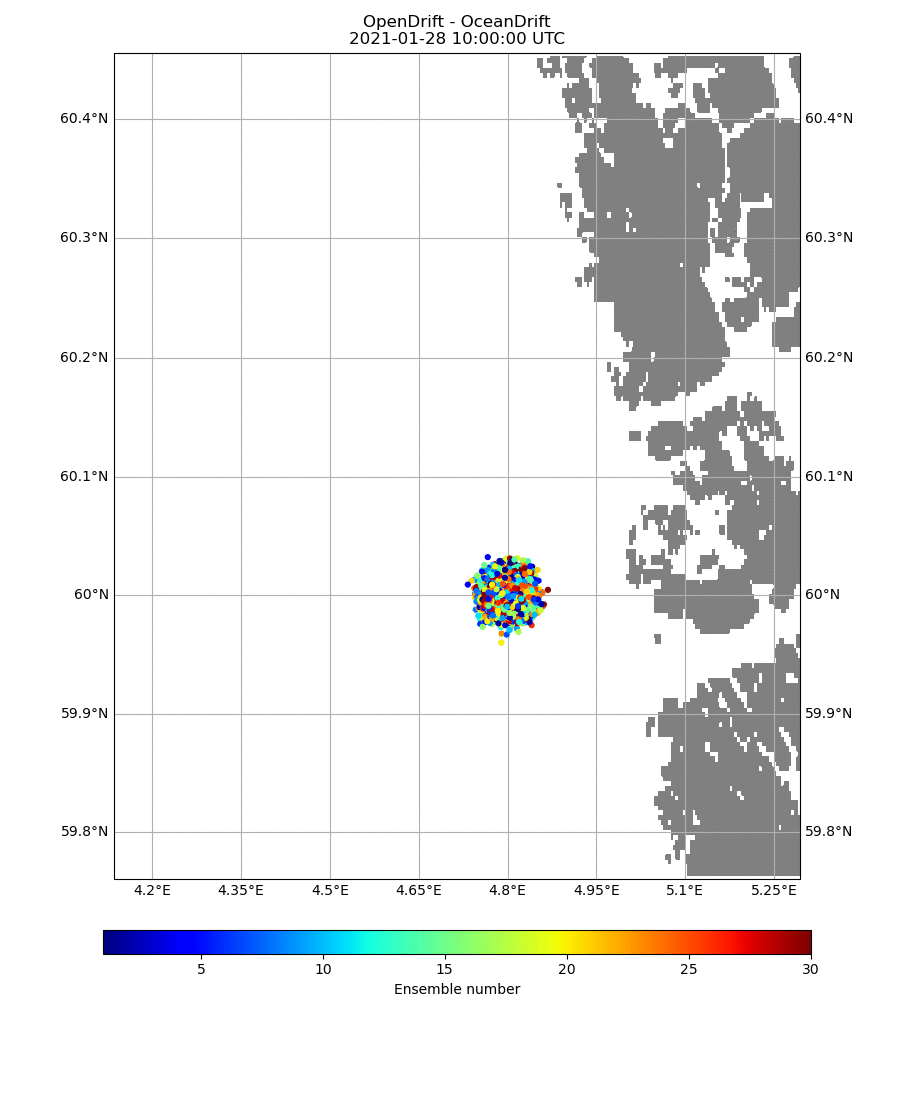 OpenDrift - OceanDrift
2021-01-28 10:00:00 UTC
60.4°N 60.4°N
60.3°N 60.3°N
60.2°N 60.2°N
60.1°N 60.1°N
60°N 60°N
59.9°N 59.9°N
59.8°N 59.8°N
4.2°E 4.35°E 4.5°E 4.65°E 4.8°E 4.95°E 5.1°E 5.25°E
5 10 15 20 25 30
Ensemble number